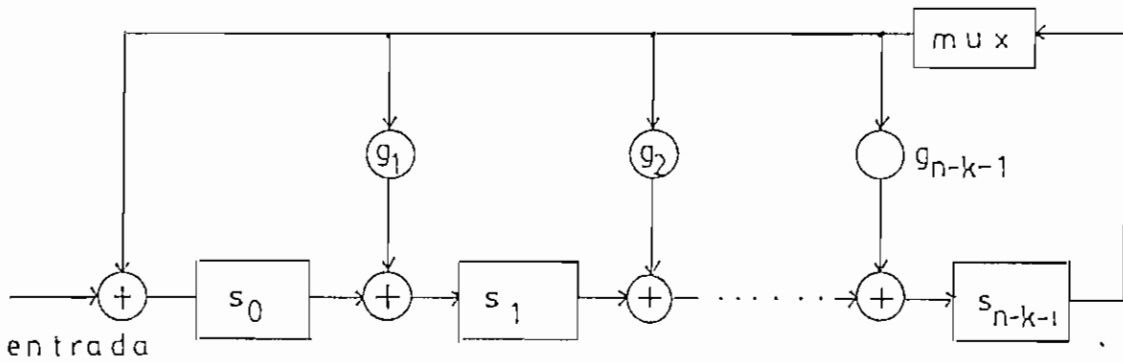 mux
g₁
g₂
gₙ₋ₖ₋₁
+ s₀ + s₁ + ...... + sₙ₋ₖ₋₁
entrada